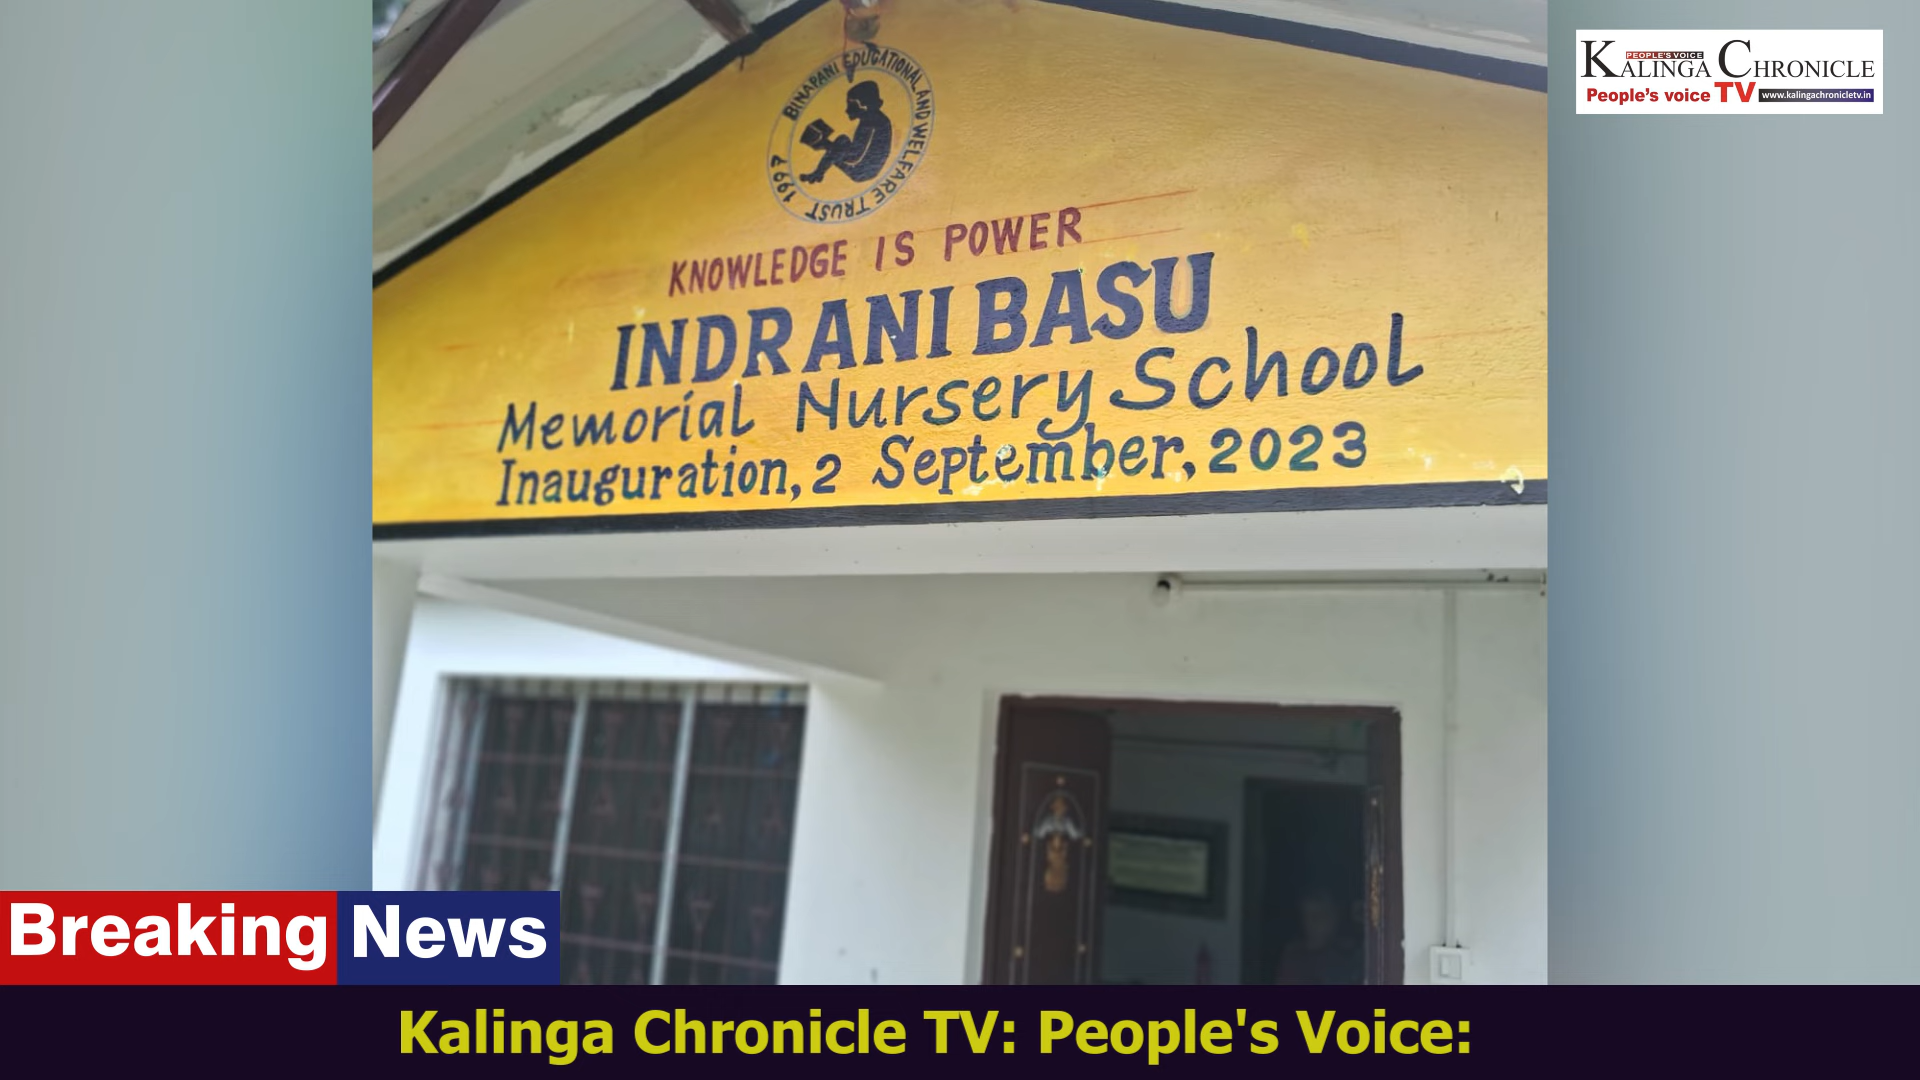 KALINGA CHRONICLE
PEOPLE'S VOICE
People's voice TV www.kalingachronicletv.in
BINAPANI EDUCATIONAL AND WELFARE TRUST 1997
KNOWLEDGE IS POWER
INDRANI BASU
Memorial Nursery School
Inauguration, 2 September, 2023
Breaking News
Kalinga Chronicle TV: People's Voice: